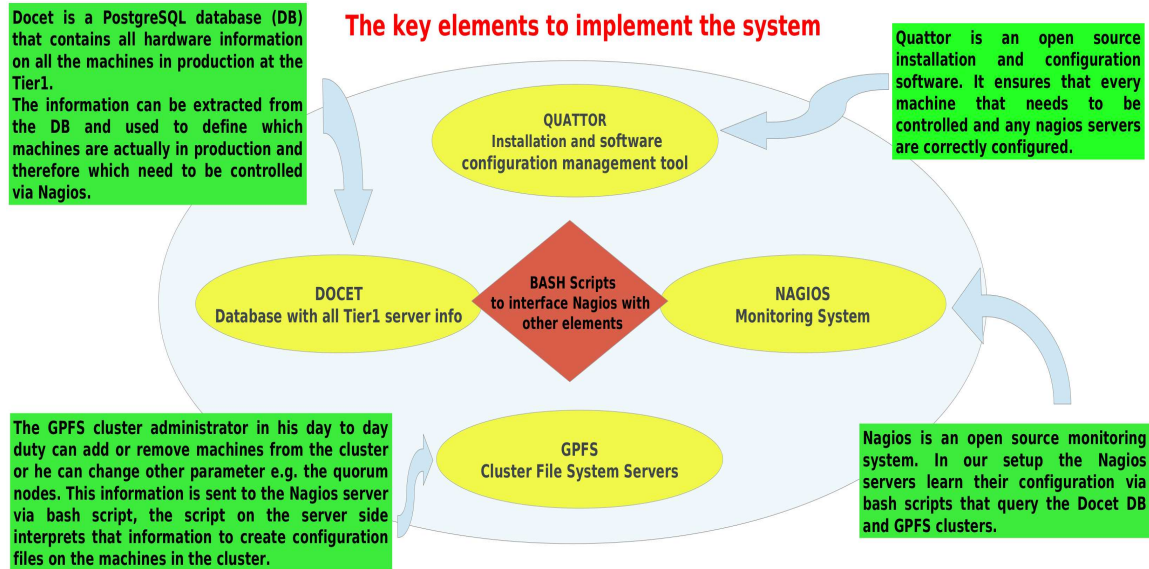 The key elements to implement the system
Docet is a PostgreSQL database (DB)
that contains all hardware information
on all the machines in production at the
Tier1.
The information can be extracted from
the DB and used to define which
machines are actually in production and
therefore which need to be controlled
via Nagios.
Quattor is an open source
installation and configuration
software. It ensures that every
machine that needs to be
controlled and any nagios servers
are correctly configured.
QUATTOR
Installation and software
configuration management tool
DOCET
Database with all Tier1 server info
BASH Scripts
to interface Nagios with
other elements
NAGIOS
Monitoring System
GPFS
Cluster File System Servers
The GPFS cluster administrator in his day to day
duty can add or remove machines from the cluster
or he can change other parameter e.g. the quorum
nodes. This information is sent to the Nagios server
via bash script, the script on the server side
interprets that information to create configuration
files on the machines in the cluster.
Nagios is an open source monitoring
system. In our setup the Nagios
servers learn their configuration via
bash scripts that query the Docet DB
and GPFS clusters.